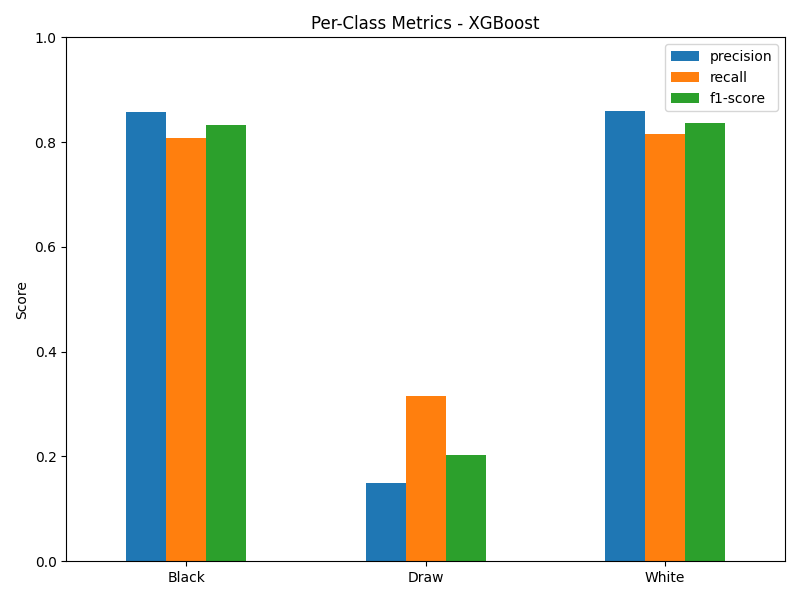 Per-Class Metrics - XGBoost
1.0
0.8
0.6
0.4
0.2
0.0
Score
precision
recall
f1-score
Black
Draw
White